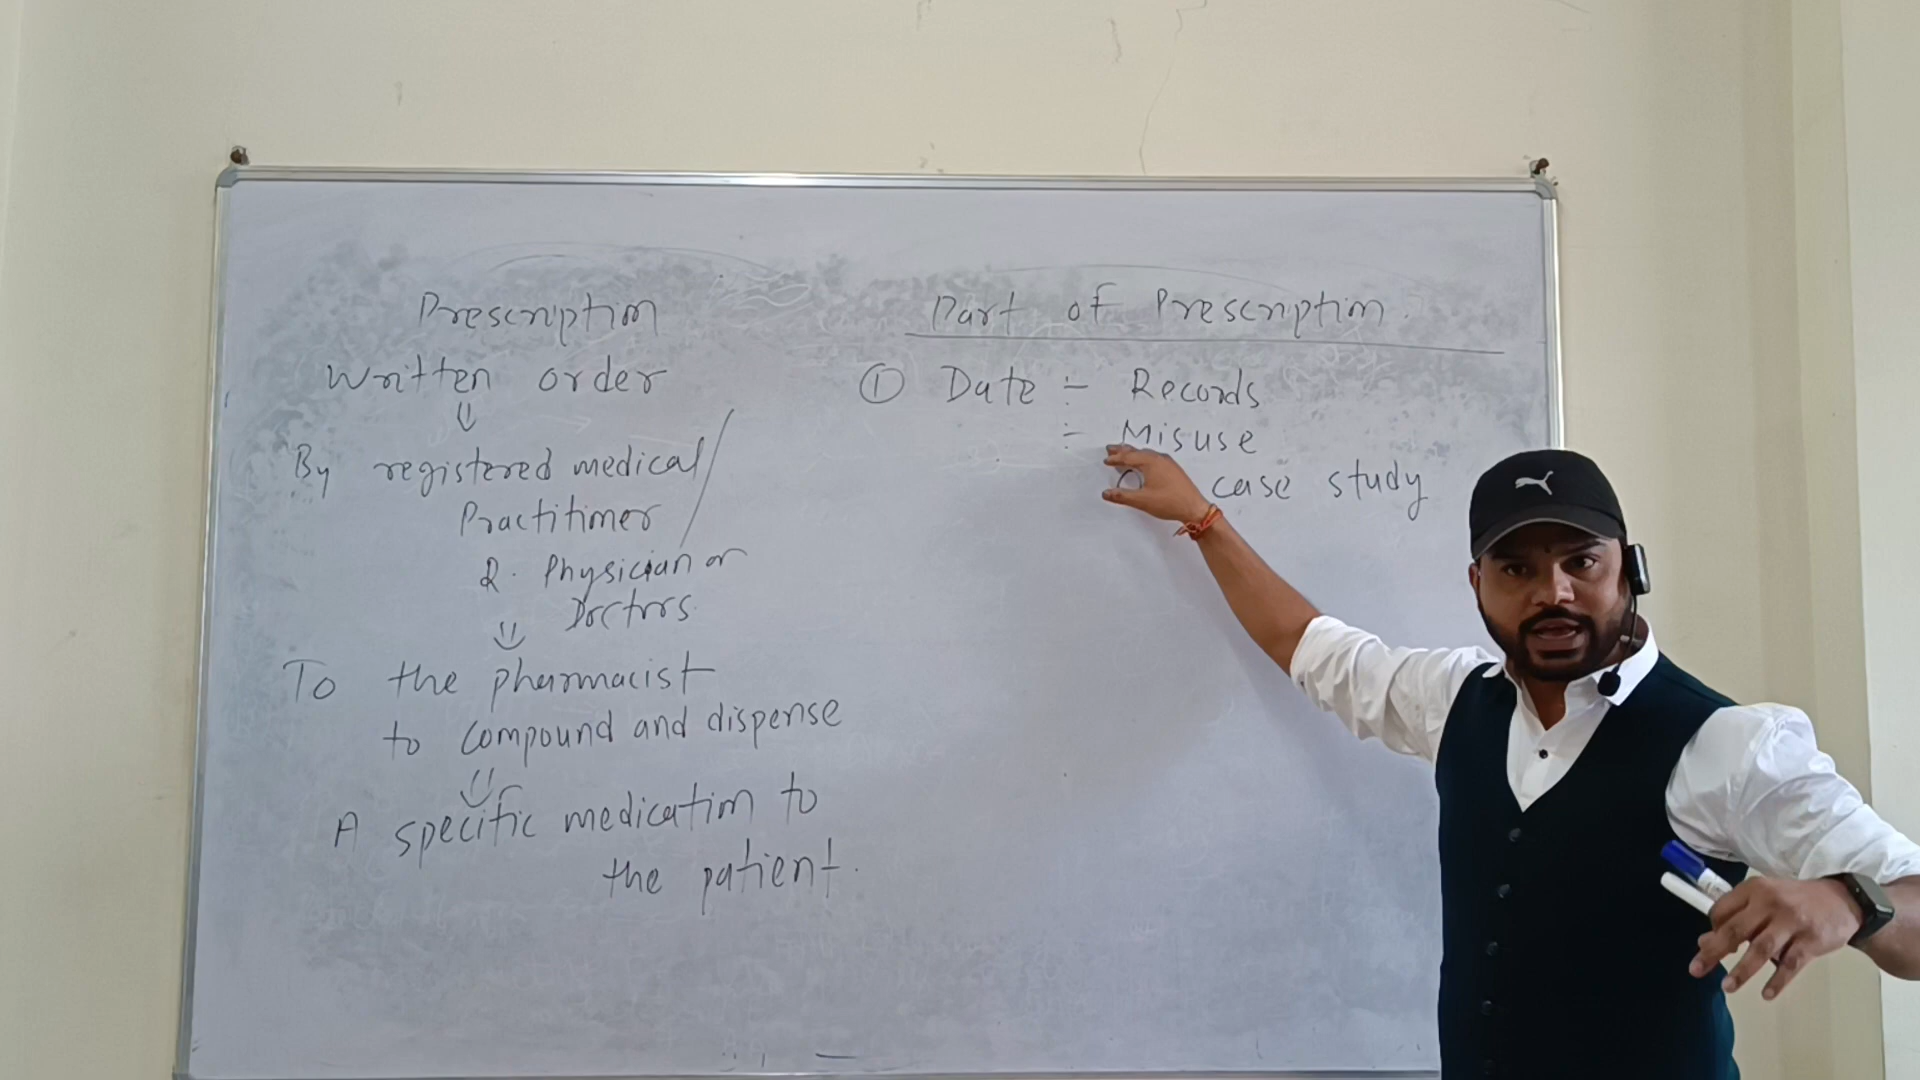 Prescription
Written order
⇓
By registered medical
Practitioner
R. Physician or
Doctors.
⇓
To the pharmacist
to compound and dispense
⇓
A specific medication to
the patient.
Part of Prescription.
① Date ÷ Records
÷ Misuse
case study